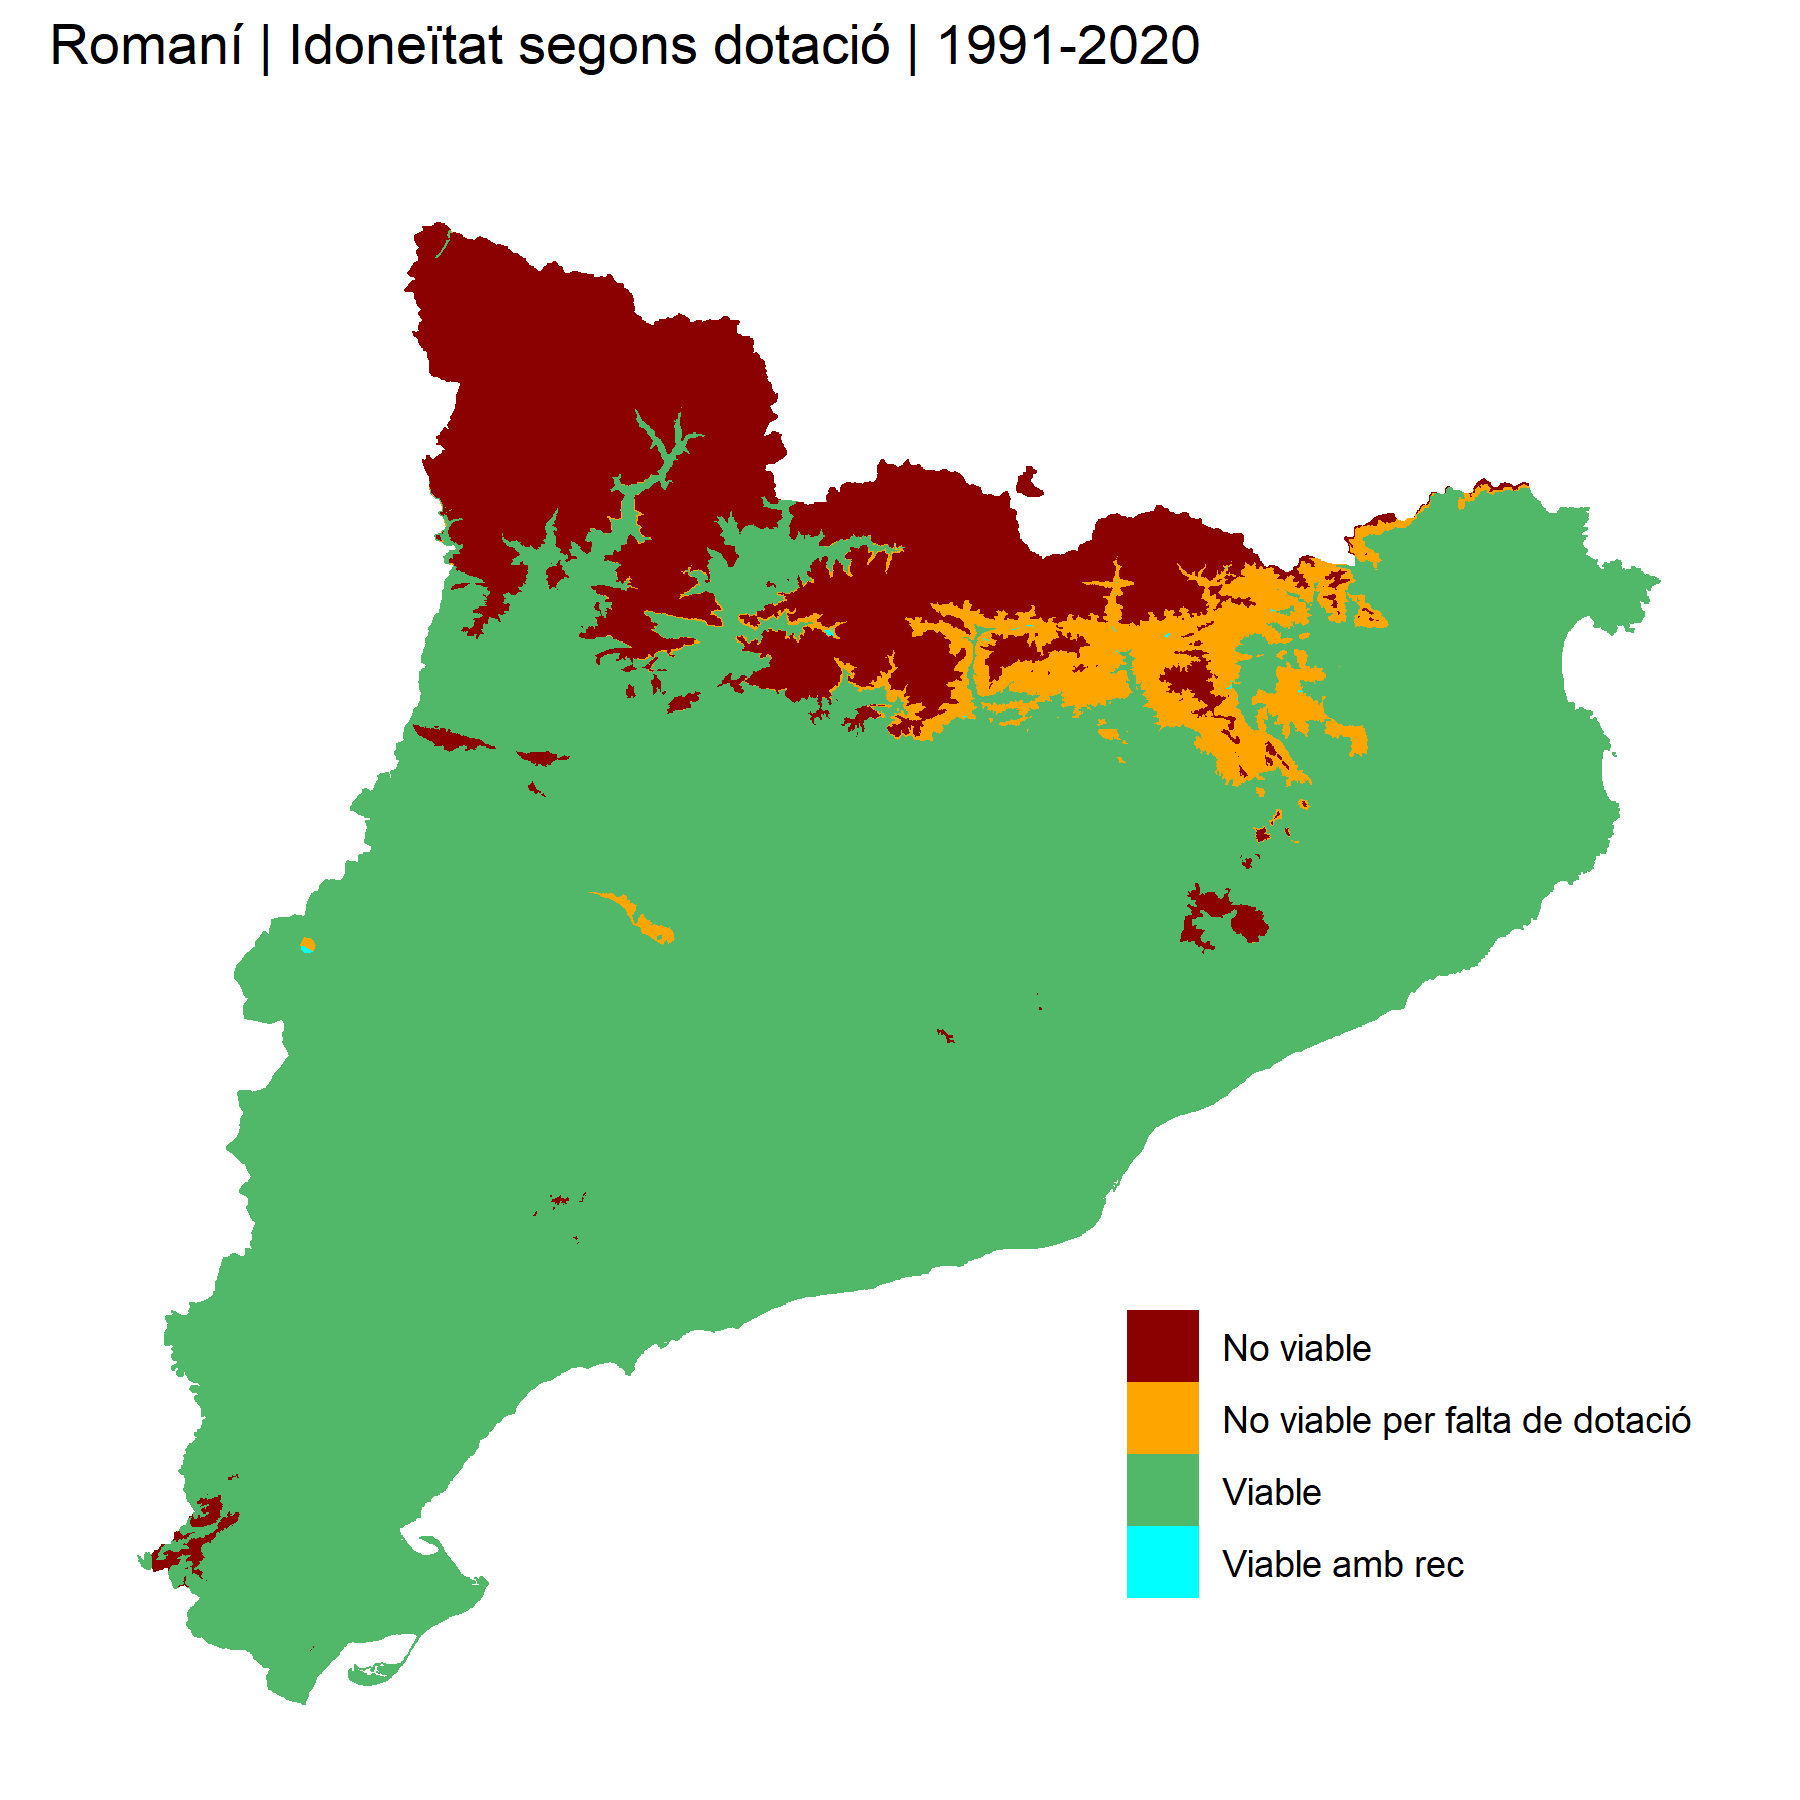 Romaní | Idoneïtat segons dotació | 1991-2020
No viable
No viable per falta de dotació
Viable
Viable amb rec